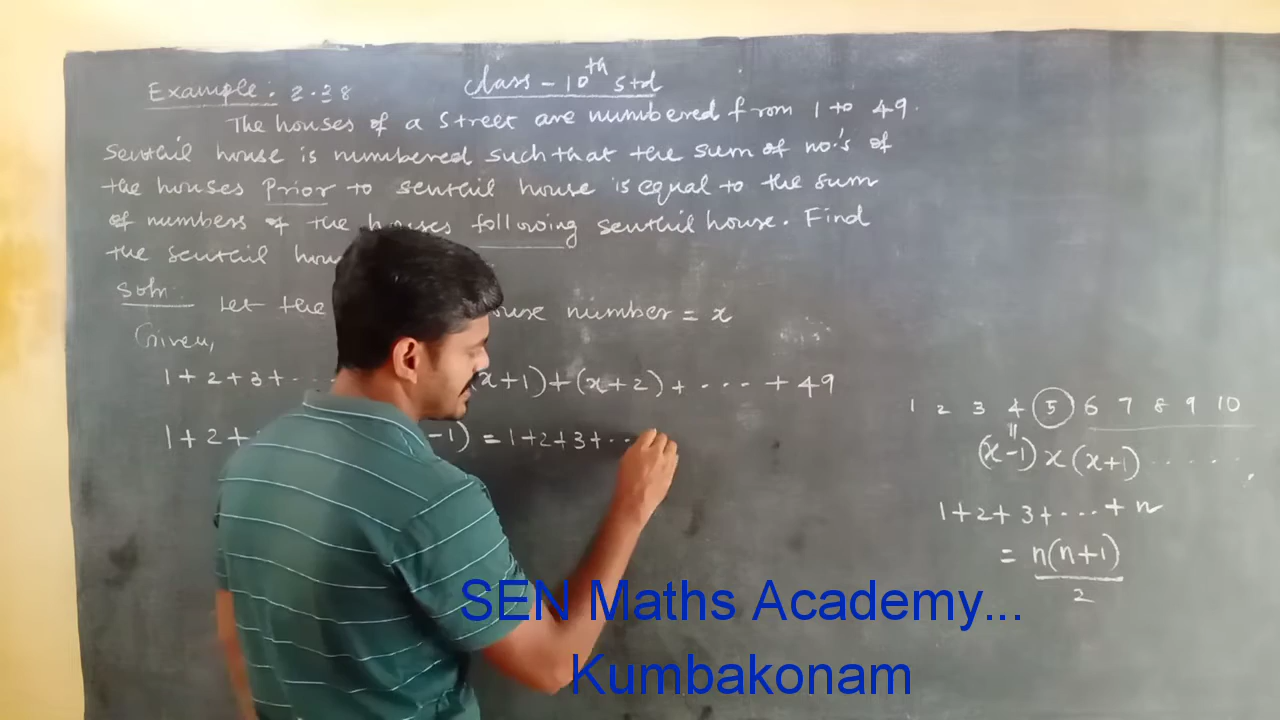 Example: 2.38 class - 10th std
The houses of a street are numbered from 1 to 49.
Senthil house is numbered such that the sum of no.'s of
the houses Prior to senthil house is equal to the sum
of numbers of the houses following senthil house. Find
the senthil
Soln: Let the house number = x
Given,
1 + 2 + 3 + ... (x+1) + (x+2) + ... + 49
1 + 2 + -1) = 1+2+3+...
1 2 3 4 5 6 7 8 9 10
(x-1) x (x+1) ......
1+2+3+...+n
= n(n+1)
2
SEN Maths Academy...
Kumbakonam